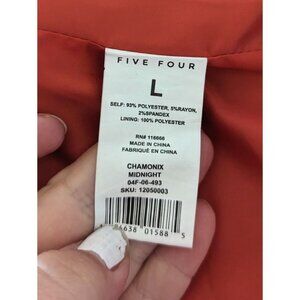 FIVE FOUR
L
SELF: 93% POLYESTER, 5%RAYON,
2%SPANDEX
LINING: 100% POLYESTER
RN# 116666
MADE IN CHINA
FABRIQUÉ EN CHINA
CHAMONIX
MIDNIGHT
04F-06-493
SKU: 12050003
6638 01588 5